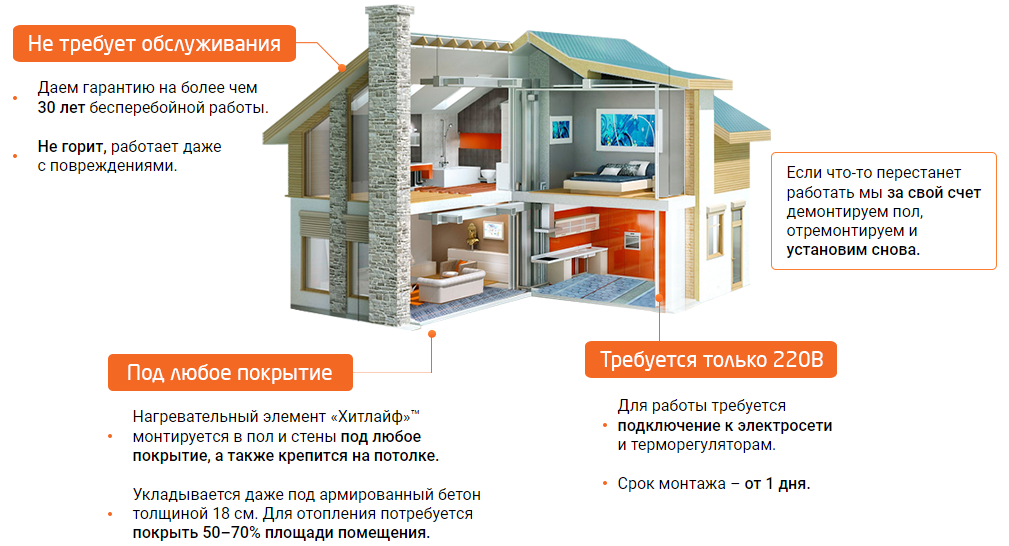 Не требует обслуживания
Даем гарантию на более чем
30 лет бесперебойной работы.
Не горит, работает даже
с повреждениями.
Если что-то перестанет
работать мы за свой счет
демонтируем пол,
отремонтируем и
установим снова.
Под любое покрытие
Нагревательный элемент «Хитлайф»™
монтируется в пол и стены под любое
покрытие, а также крепится на потолке.
Укладывается даже под армированный бетон
толщиной 18 см. Для отопления потребуется
покрыть 50–70% площади помещения.
Требуется только 220В
Для работы требуется
подключение к электросети
и терморегуляторам.
Срок монтажа – от 1 дня.